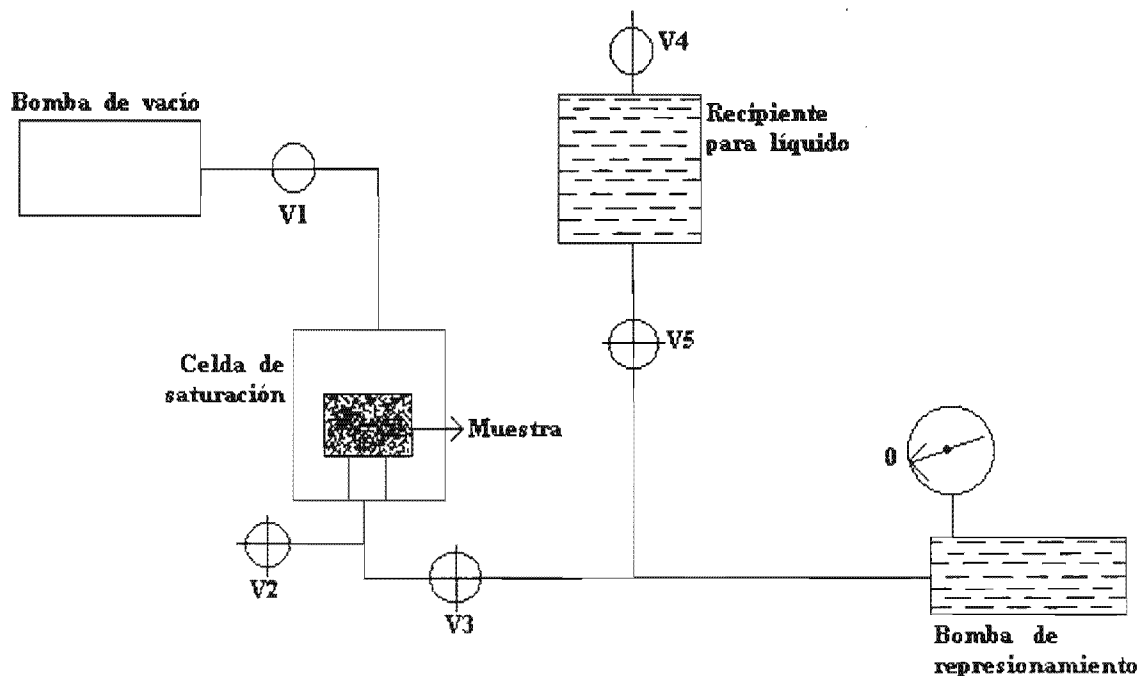 V4
Bomba de vacío
Recipiente
para líquido
V1
V5
Celda de
saturación
Muestra
0
V2
V3
Bomba de
represionamiento